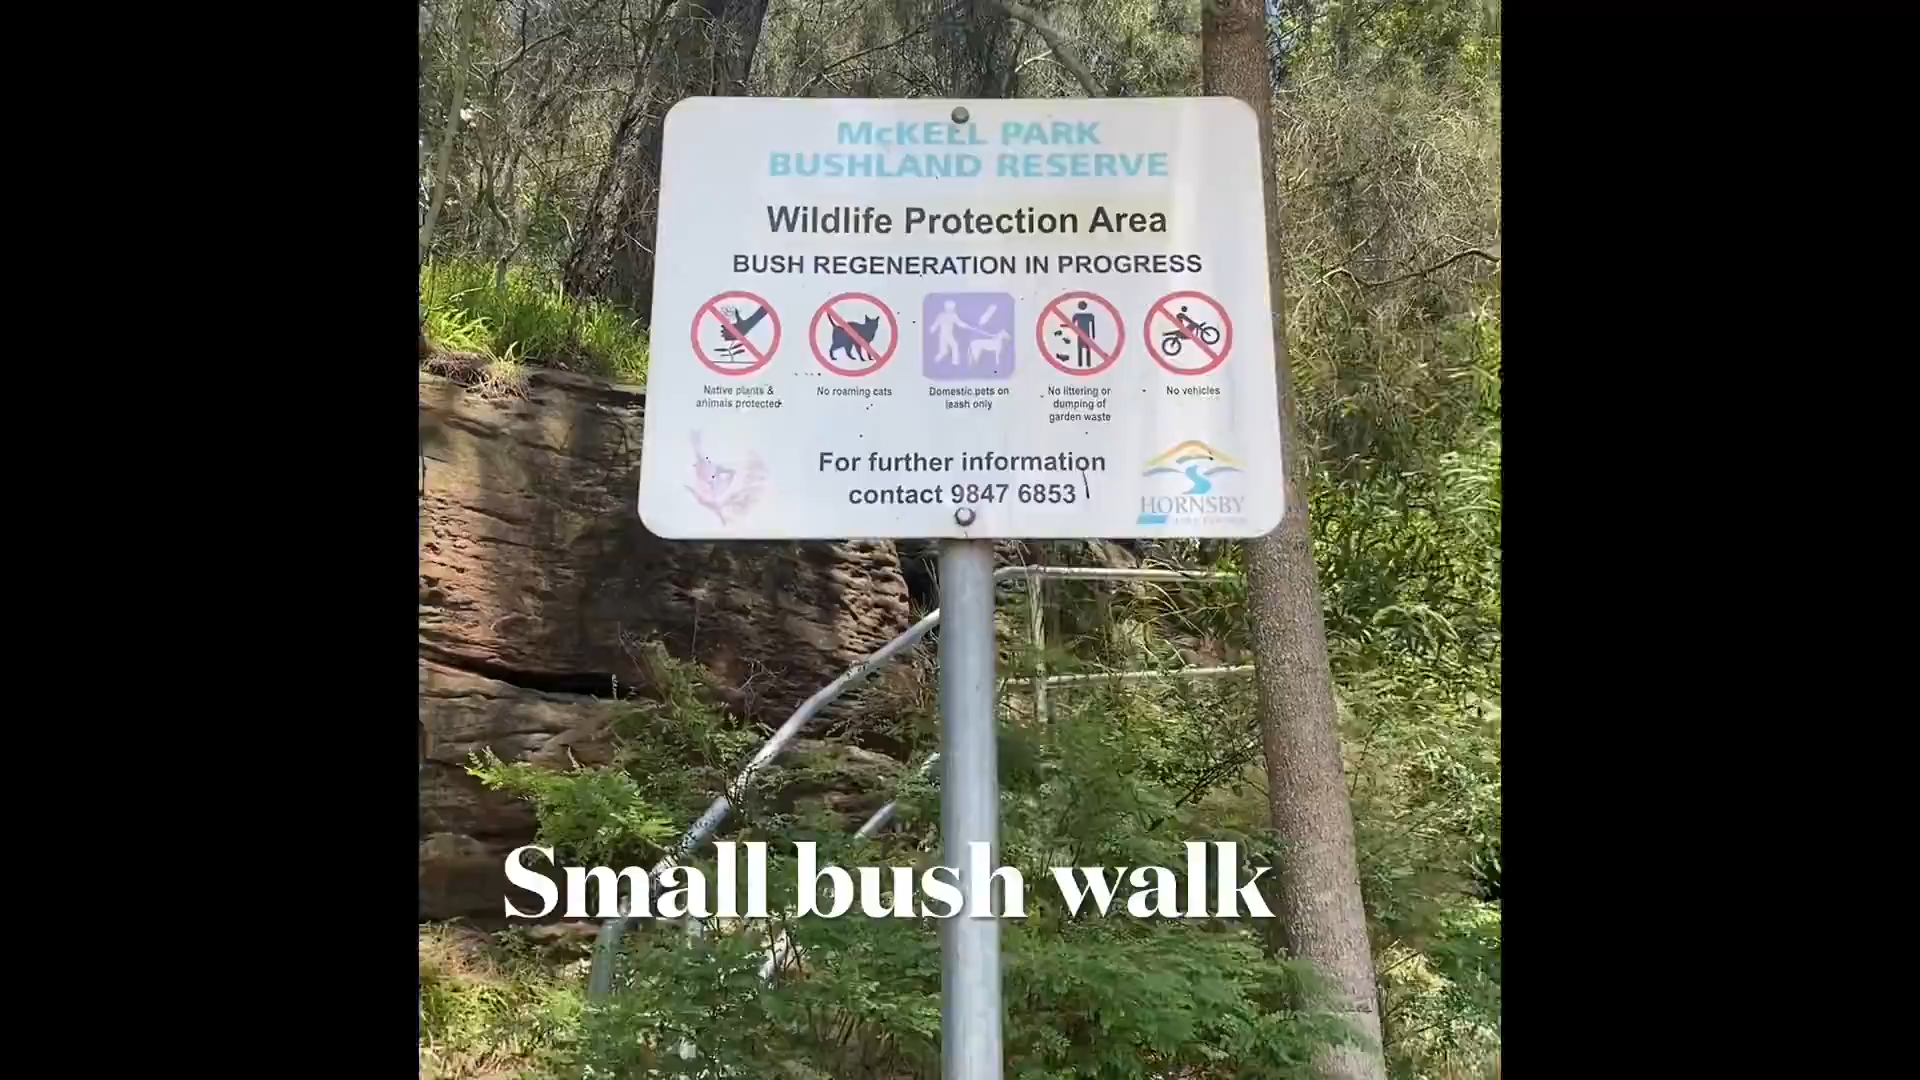 McKELL PARK
BUSHLAND RESERVE
Wildlife Protection Area
BUSH REGENERATION IN PROGRESS
Native plants &
animals protected
No roaming cats
Domestic pets on
leash only
No littering or
dumping of
garden waste
No vehicles
For further information
contact 9847 6853
HORNSBY
Small bush walk